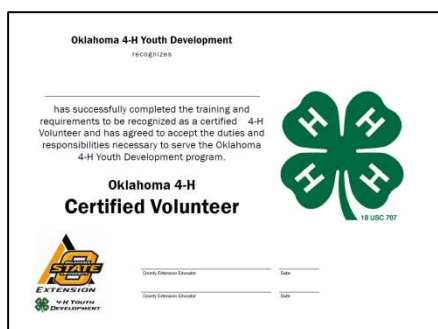 Oklahoma 4-H Youth Development
recognizes
has successfully completed the training and
requirements to be recognized as a certified 4-H
Volunteer and has agreed to accept the duties and
responsibilities necessary to serve the Oklahoma
4-H Youth Development program.
Oklahoma 4-H
Certified Volunteer
H H
H H
18 USC 707
OKLAHOMA
STATE
EXTENSION
4-H YOUTH
DEVELOPMENT
County Extension Educator Date
County Extension Educator Date